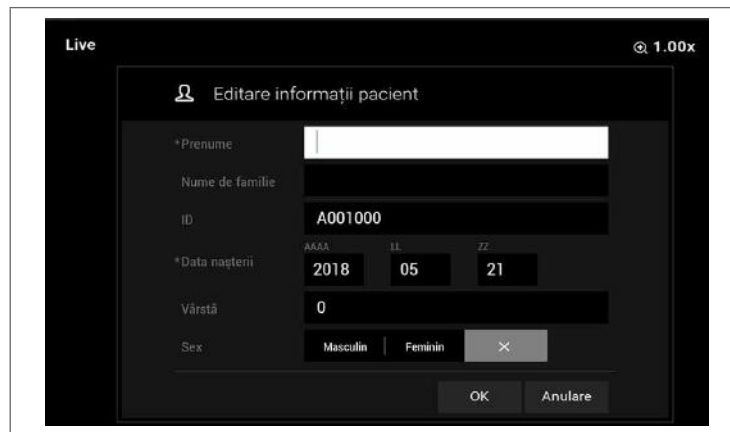 Live
1.00x
Editare informații pacient
*Prenume
Nume de familie
ID A001000
AAAA LL ZZ
*Data nașterii 2018 05 21
Vârstă 0
Sex Masculin Feminin ×
OK Anulare